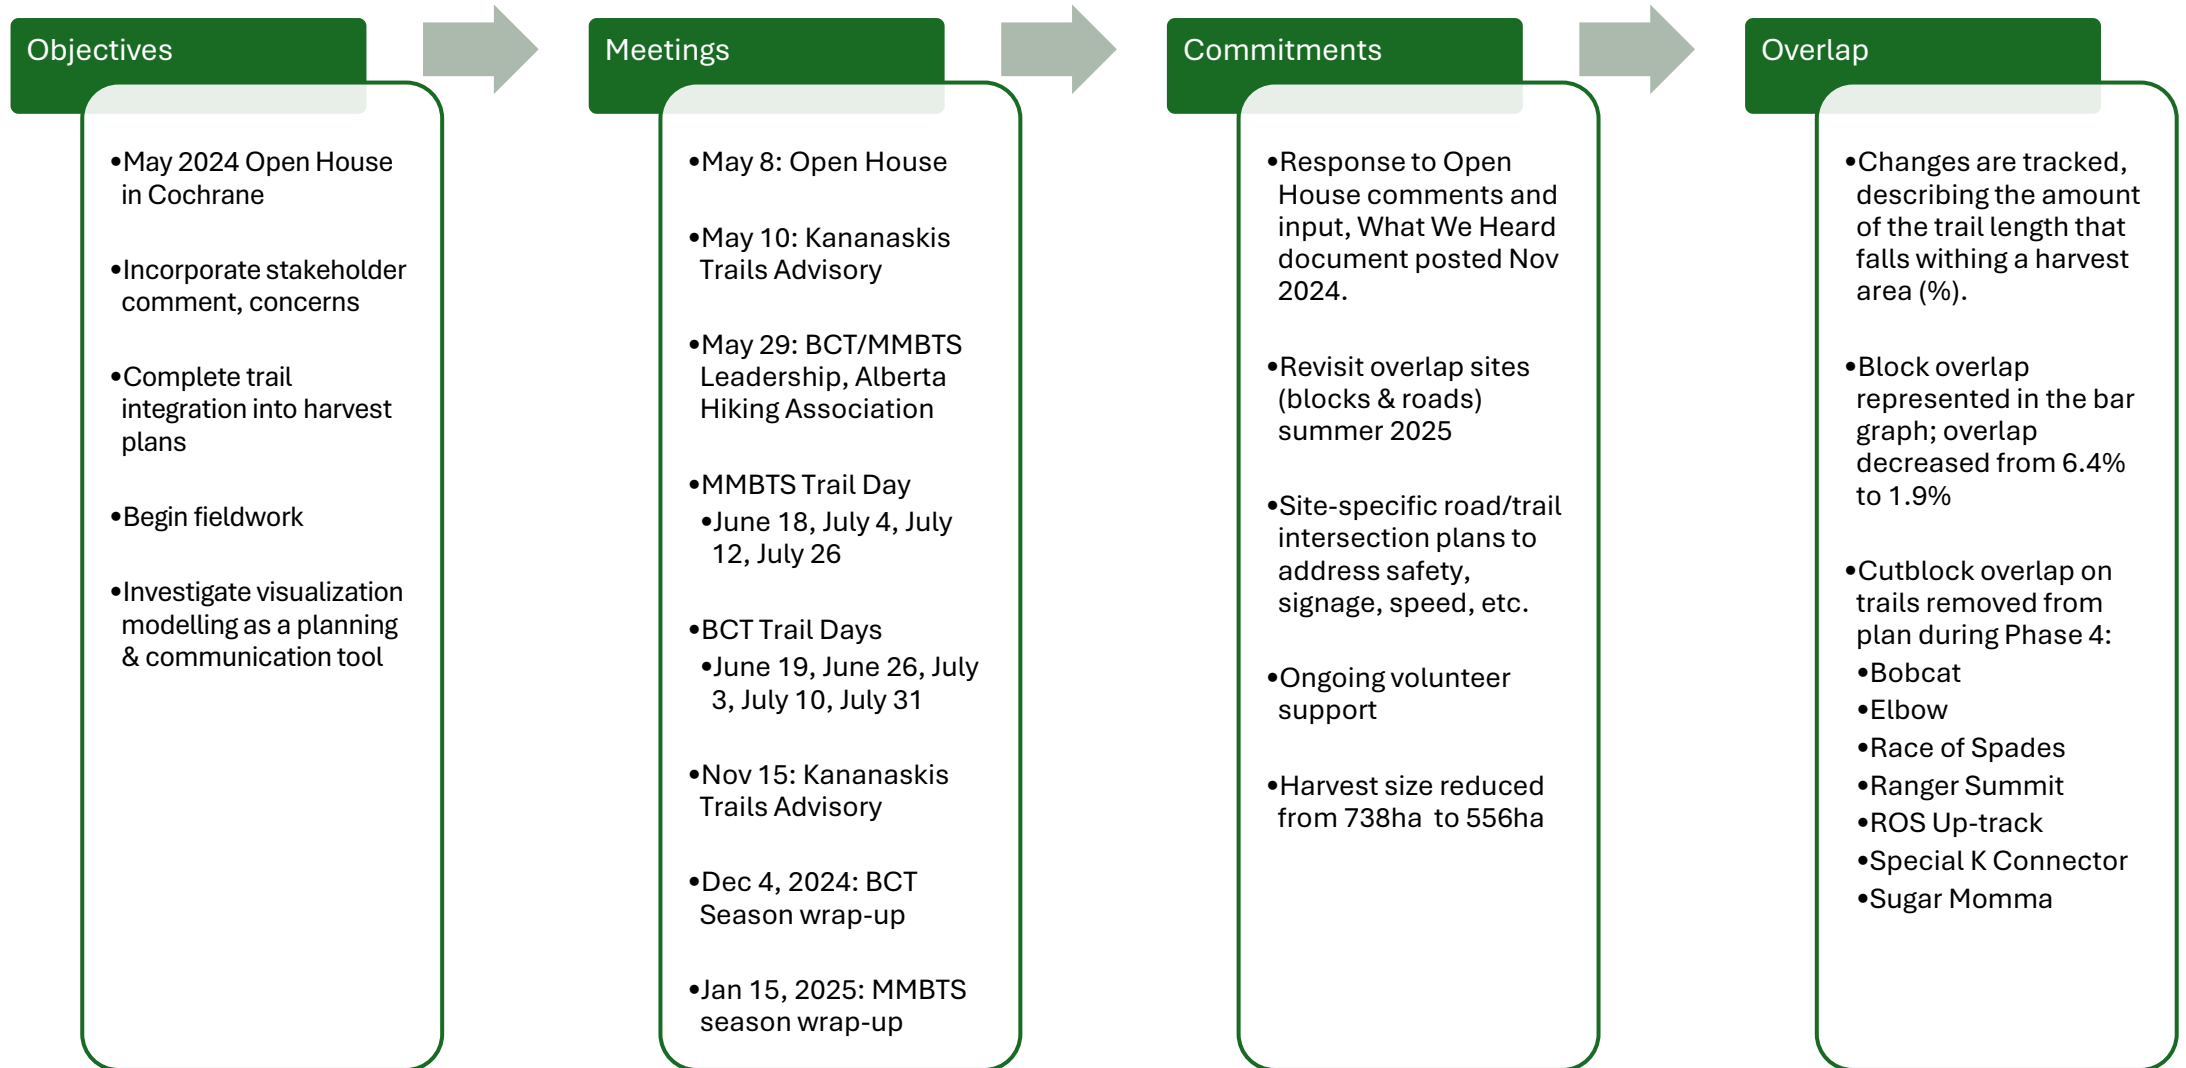 Objectives
•May 2024 Open House
in Cochrane
•Incorporate stakeholder
comment, concerns
•Complete trail
integration into harvest
plans
•Begin fieldwork
•Investigate visualization
modelling as a planning
& communication tool
Meetings
•May 8: Open House
•May 10: Kananaskis
Trails Advisory
•May 29: BCT/MMBTS
Leadership, Alberta
Hiking Association
•MMBTS Trail Day
•June 18, July 4, July
12, July 26
•BCT Trail Days
•June 19, June 26, July
3, July 10, July 31
•Nov 15: Kananaskis
Trails Advisory
•Dec 4, 2024: BCT
Season wrap-up
•Jan 15, 2025: MMBTS
season wrap-up
Commitments
•Response to Open
House comments and
input, What We Heard
document posted Nov
2024.
•Revisit overlap sites
(blocks & roads)
summer 2025
•Site-specific road/trail
intersection plans to
address safety,
signage, speed, etc.
•Ongoing volunteer
support
•Harvest size reduced
from 738ha to 556ha
Overlap
•Changes are tracked,
describing the amount
of the trail length that
falls withing a harvest
area (%).
•Block overlap
represented in the bar
graph; overlap
decreased from 6.4%
to 1.9%
•Cutblock overlap on
trails removed from
plan during Phase 4:
•Bobcat
•Elbow
•Race of Spades
•Ranger Summit
•ROS Up-track
•Special K Connector
•Sugar Momma